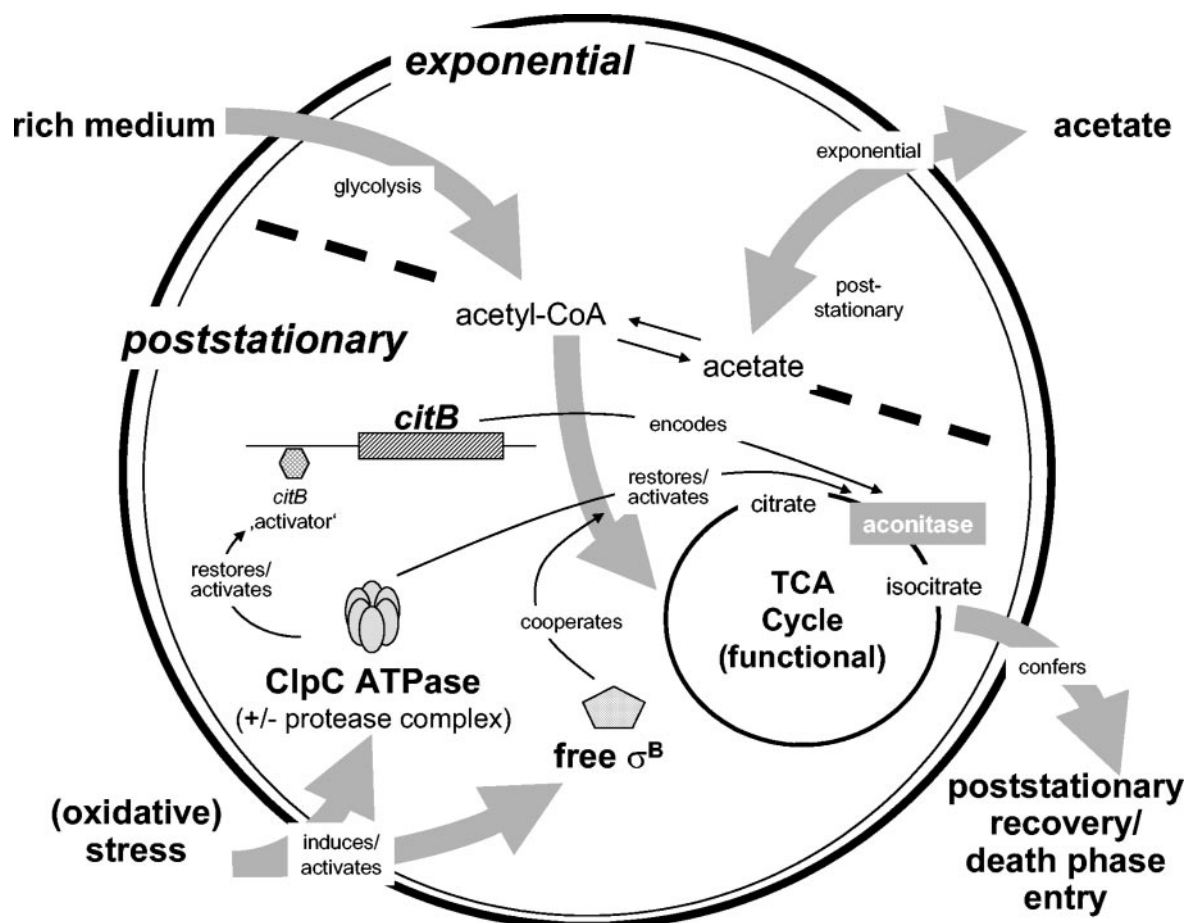 exponential
rich medium
acetate
exponential
glycolysis
post-
stationary
acetyl-CoA
poststationary
acetate
citB
encodes
restores/
activates
citrate
aconitase
citB
‚activator‘
restores/
activates
TCA
Cycle
(functional)
isocitrate
cooperates
confers
ClpC ATPase
(+/- protease complex)
free σB
(oxidative)
stress
induces/
activates
poststationary
recovery/
death phase
entry